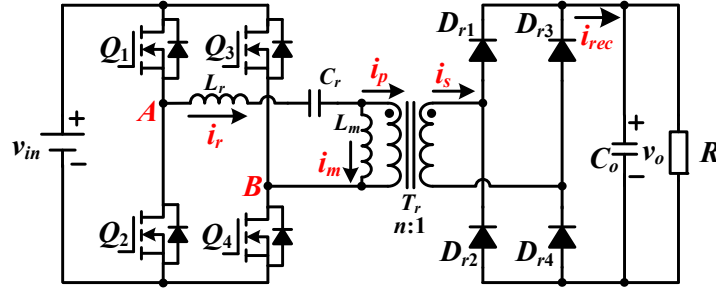 Q1 Q3 Dr1 Dr3 irec
Lr Cr ip is
A ir Lm
+ vin - im + Co - vo R
B
Tr
Q2 Q4 n:1 Dr2 Dr4